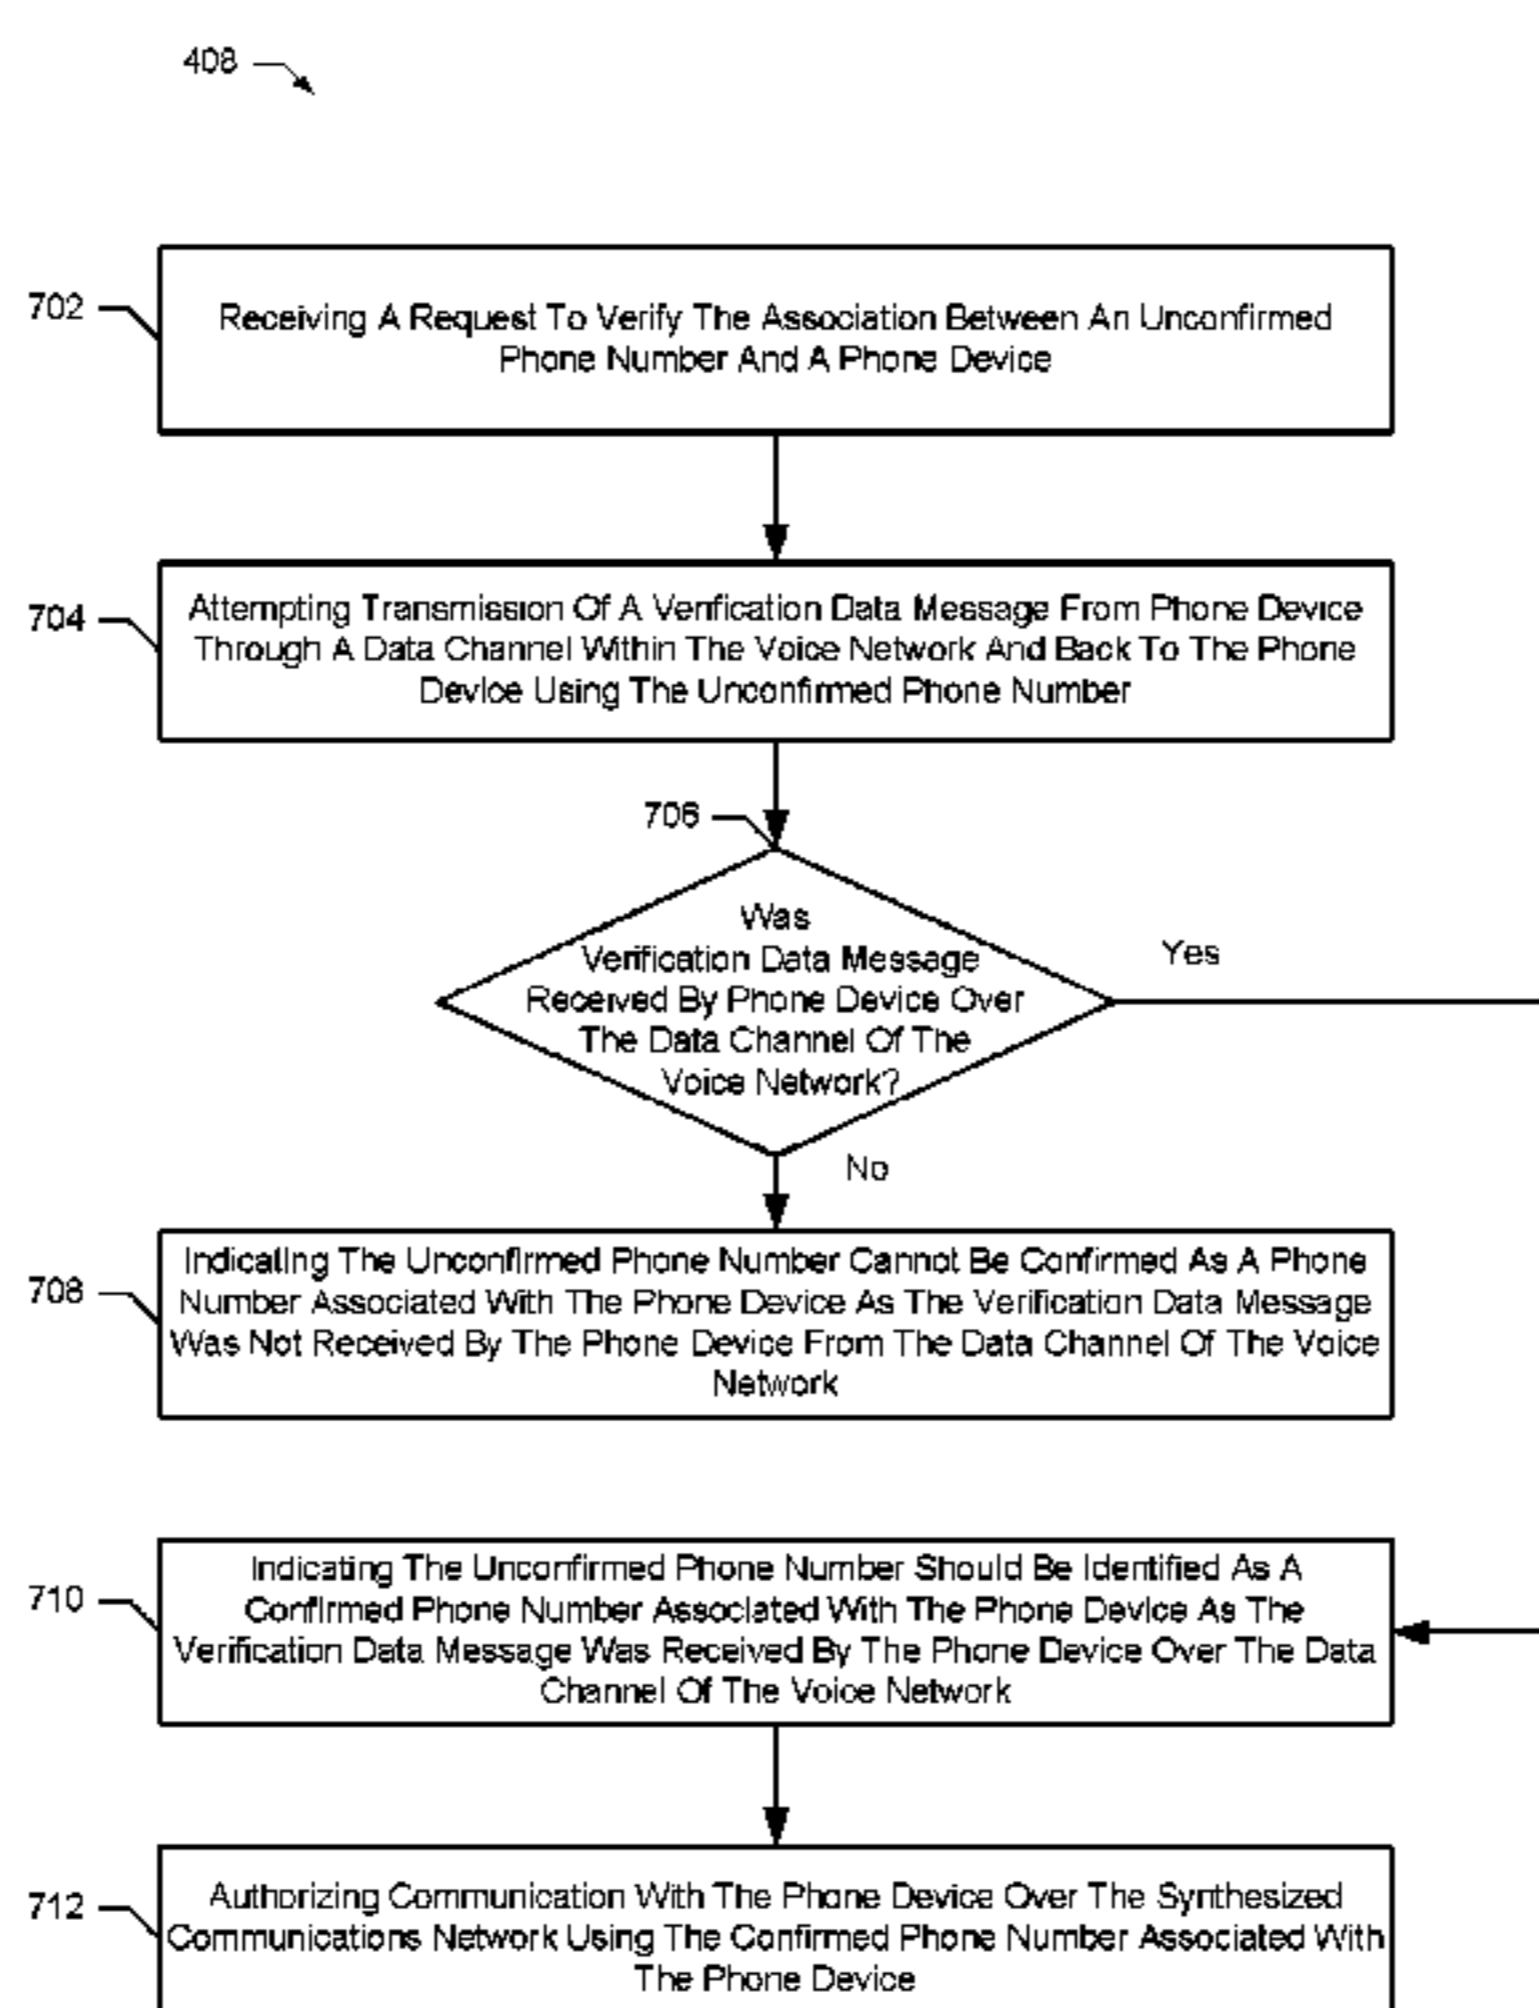 408
702
Receiving A Request To Verify The Association Between An Unconfirmed
Phone Number And A Phone Device
704
Attempting Transmission Of A Verification Data Message From Phone Device
Through A Data Channel Within The Voice Network And Back To The Phone
Device Using The Unconfirmed Phone Number
706
Was
Verification Data Message
Received By Phone Device Over
The Data Channel Of The
Voice Network?
Yes
No
708
Indicating The Unconfirmed Phone Number Cannot Be Confirmed As A Phone
Number Associated With The Phone Device As The Verification Data Message
Was Not Received By The Phone Device From The Data Channel Of The Voice
Network
710
Indicating The Unconfirmed Phone Number Should Be Identified As A
Confirmed Phone Number Associated With The Phone Device As The
Verification Data Message Was Received By The Phone Device Over The Data
Channel Of The Voice Network
712
Authorizing Communication With The Phone Device Over The Synthesized
Communications Network Using The Confirmed Phone Number Associated With
The Phone Device